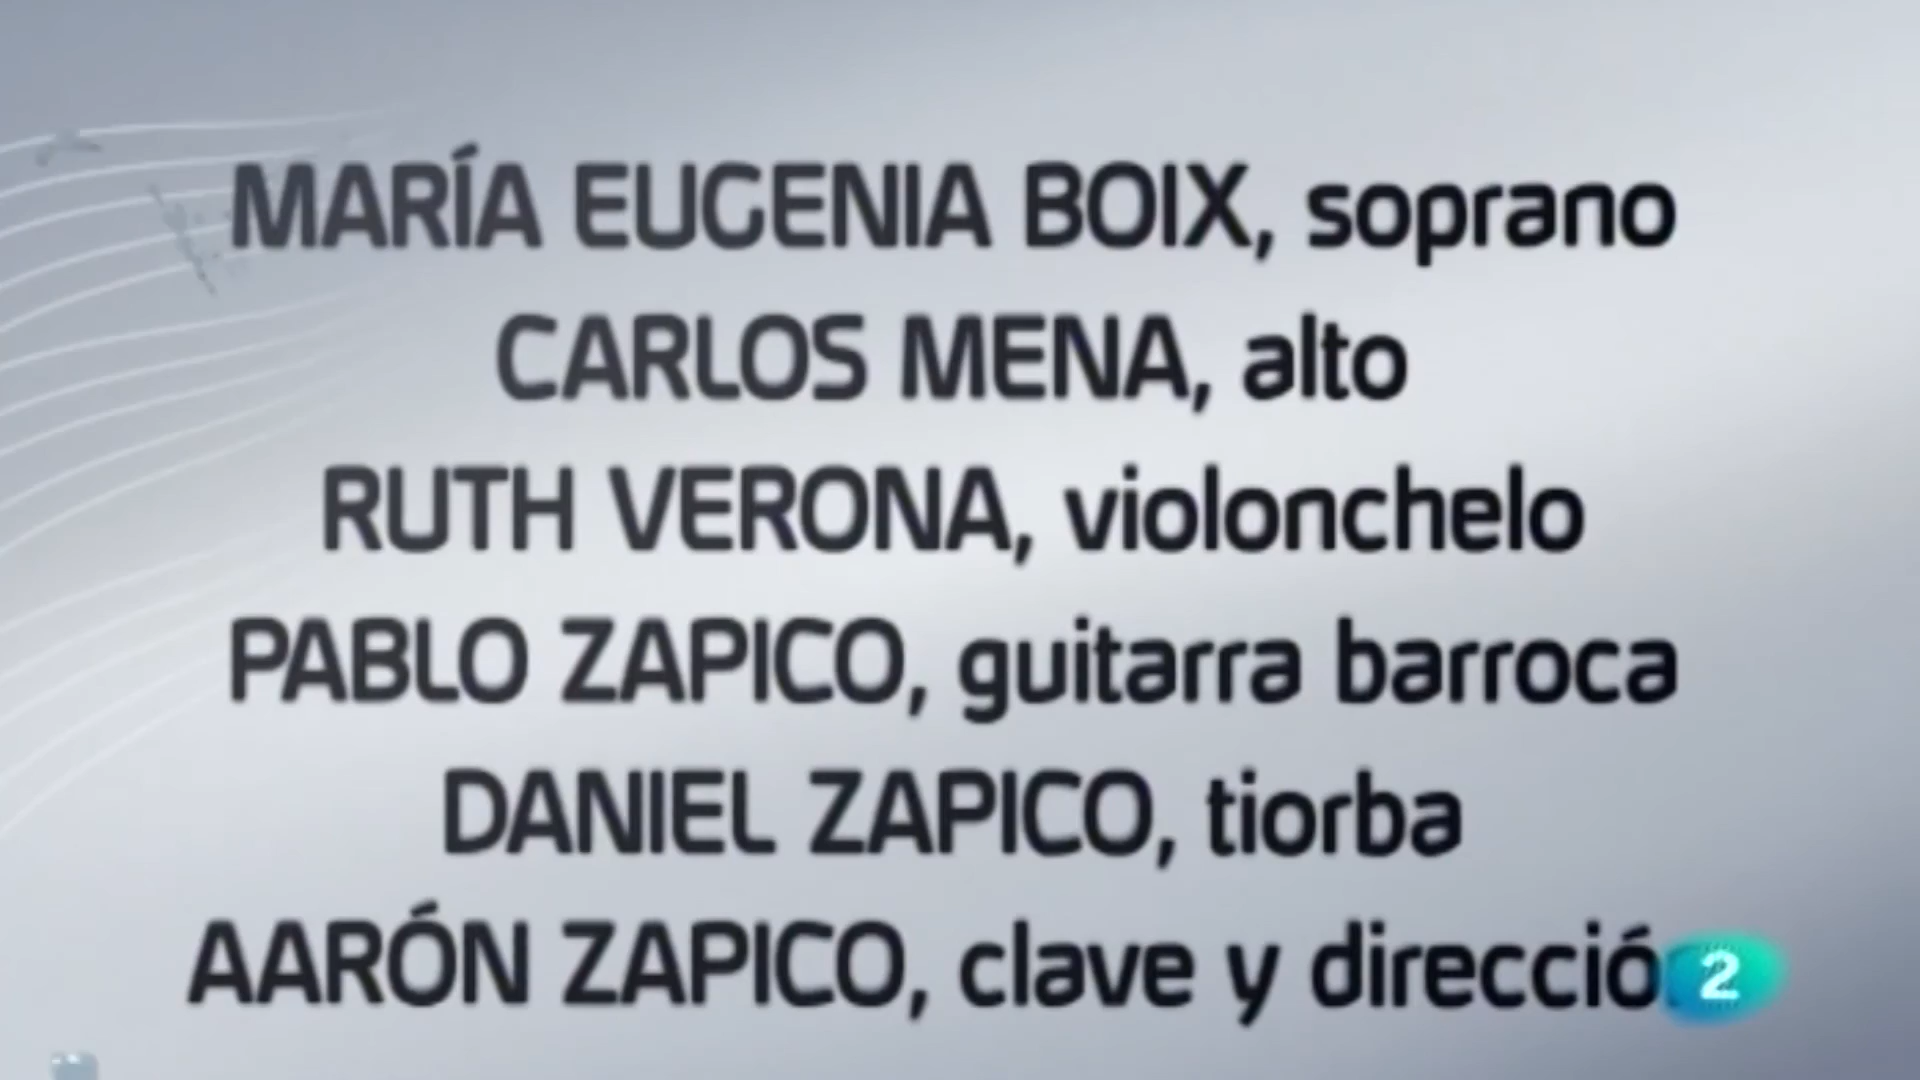 MARÍA EUGENIA BOIX, soprano
CARLOS MENA, alto
RUTH VERONA, violonchelo
PABLO ZAPICO, guitarra barroca
DANIEL ZAPICO, tiorba
AARÓN ZAPICO, clave y direcció
2